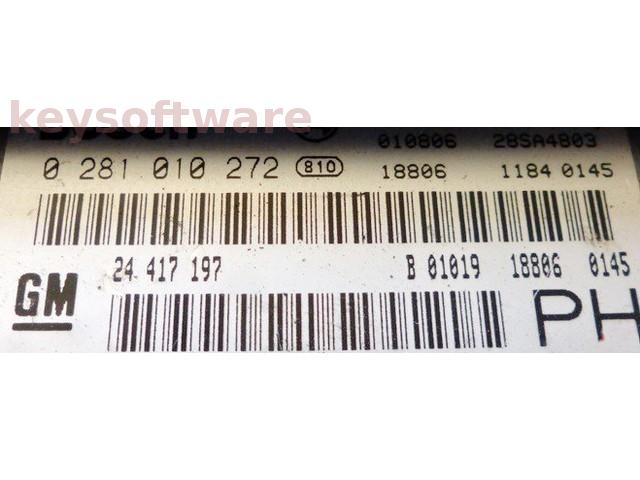 keysoftware
010806 28SA4803
0 281 010 272 810 18806 1184 0145
24 417 197 B 01019 18806 0145
GM
PH